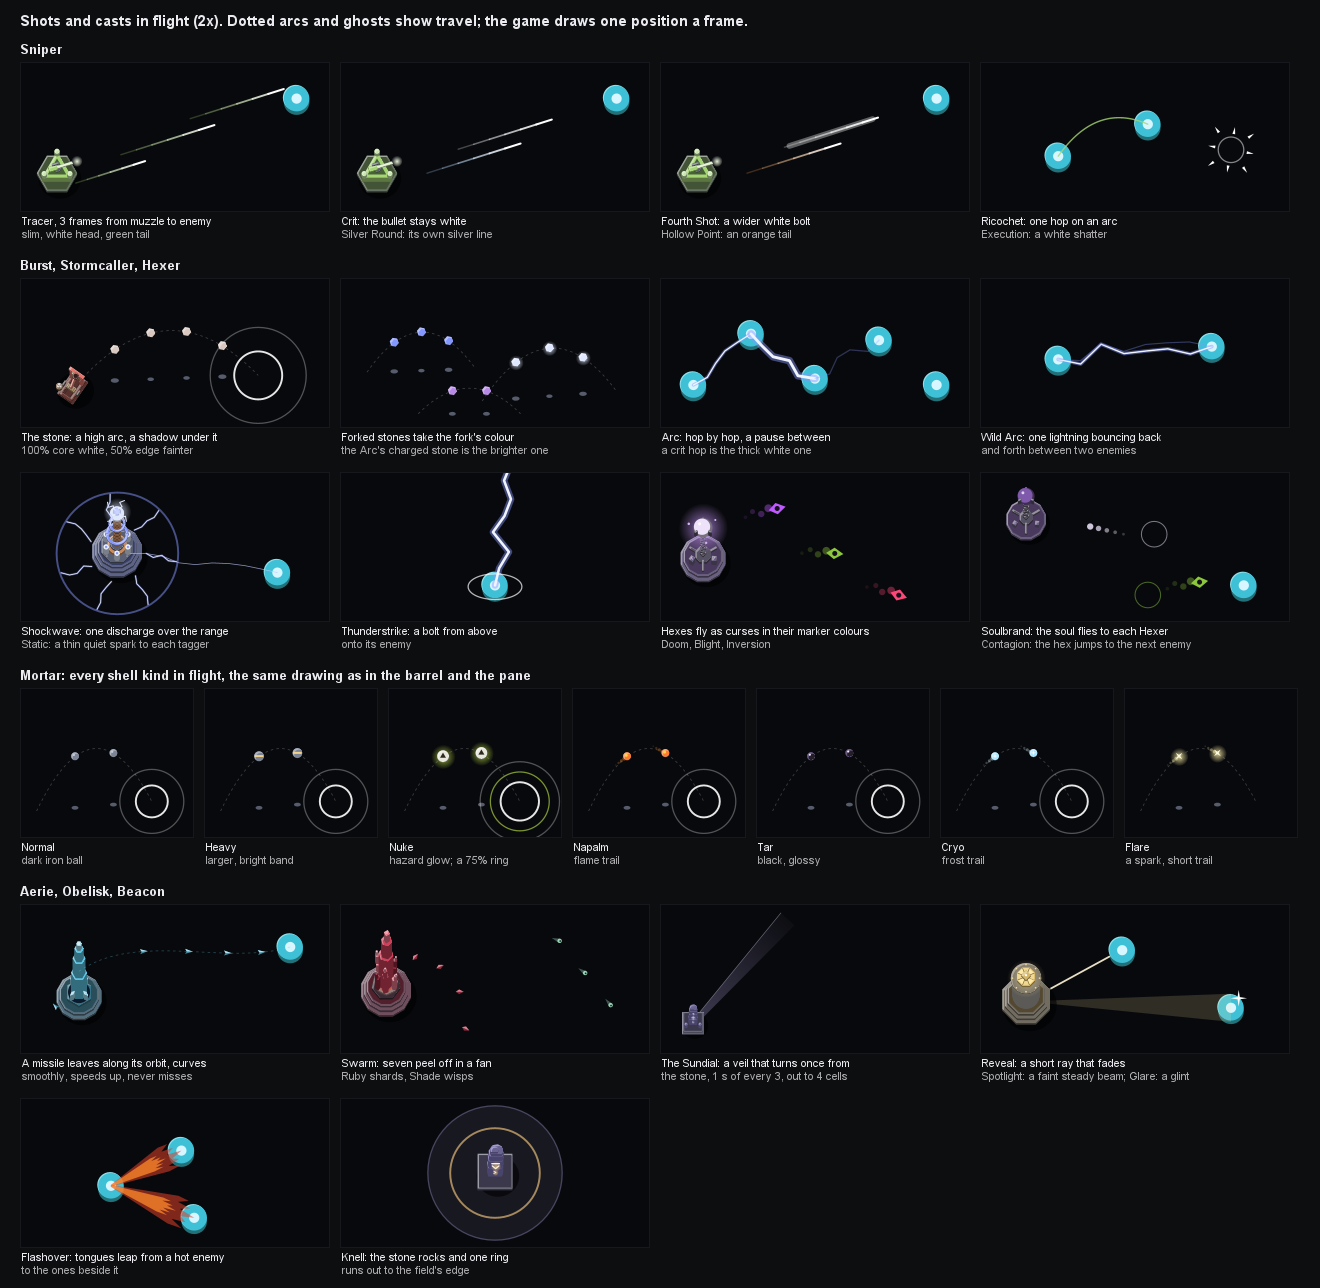 Shots and casts in flight (2x). Dotted arcs and ghosts show travel; the game draws one position a frame.
Sniper
Tracer, 3 frames from muzzle to enemy
slim, white head, green tail
Crit: the bullet stays white
Silver Round: its own silver line
Fourth Shot: a wider white bolt
Hollow Point: an orange tail
Ricochet: one hop on an arc
Execution: a white shatter
Burst, Stormcaller, Hexer
The stone: a high arc, a shadow under it
100% core white, 50% edge fainter
Forked stones take the fork's colour
the Arc's charged stone is the brighter one
Arc: hop by hop, a pause between
a crit hop is the thick white one
Wild Arc: one lightning bouncing back
and forth between two enemies
Shockwave: one discharge over the range
Static: a thin quiet spark to each tagger
Thunderstrike: a bolt from above
onto its enemy
Hexes fly as curses in their marker colours
Doom, Blight, Inversion
Soulbrand: the soul flies to each Hexer
Contagion: the hex jumps to the next enemy
Mortar: every shell kind in flight, the same drawing as in the barrel and the pane
Normal
dark iron ball
Heavy
larger, bright band
Nuke
hazard glow; a 75% ring
Napalm
flame trail
Tar
black, glossy
Cryo
frost trail
Flare
a spark, short trail
Aerie, Obelisk, Beacon
A missile leaves along its orbit, curves
smoothly, speeds up, never misses
Swarm: seven peel off in a fan
Ruby shards, Shade wisps
The Sundial: a veil that turns once from
the stone, 1 s of every 3, out to 4 cells
Reveal: a short ray that fades
Spotlight: a faint steady beam; Glare: a glint
Flashover: tongues leap from a hot enemy
to the ones beside it
Knell: the stone rocks and one ring
runs out to the field's edge